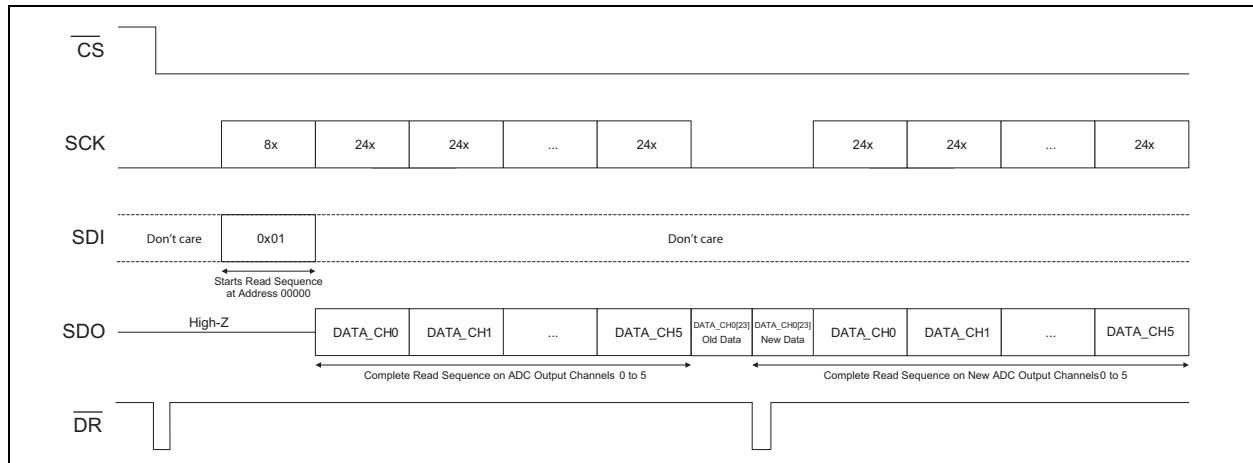 CS
SCK
8x 24x 24x ... 24x 24x 24x ... 24x
SDI
Don't care 0x01 Don't care
Starts Read Sequence
at Address 00000
SDO
High-Z
DATA_CH0 DATA_CH1 ... DATA_CH5 DATA_CH0[23] DATA_CH0[23] DATA_CH0 DATA_CH1 ... DATA_CH5
Old Data New Data
Complete Read Sequence on ADC Output Channels 0 to 5 Complete Read Sequence on New ADC Output Channels 0 to 5
DR